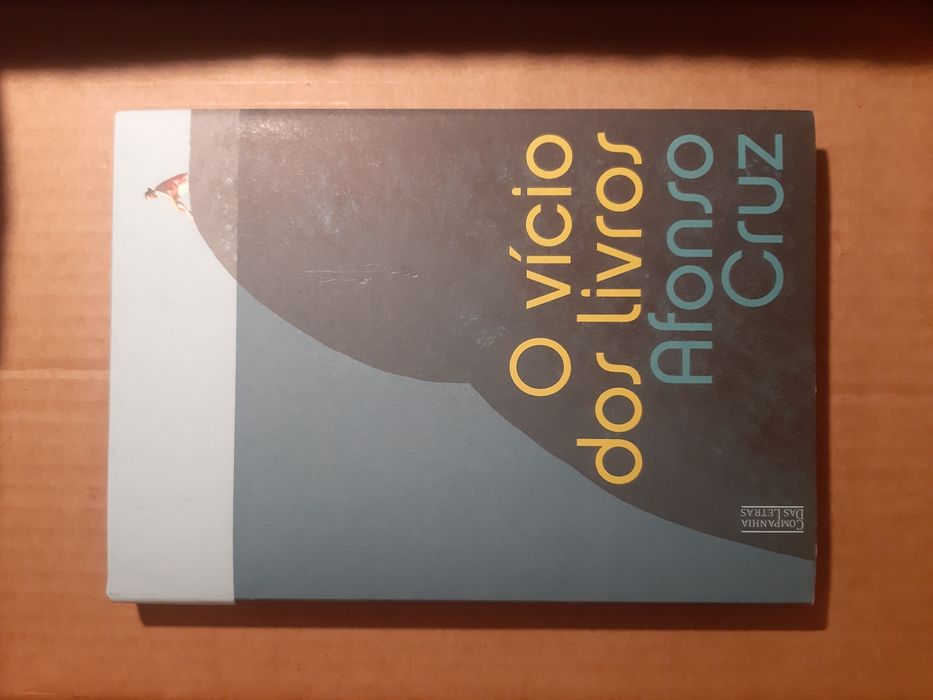 O vício
dos livros
Afonso
Cruz
COMPANHIA
DAS LETRAS